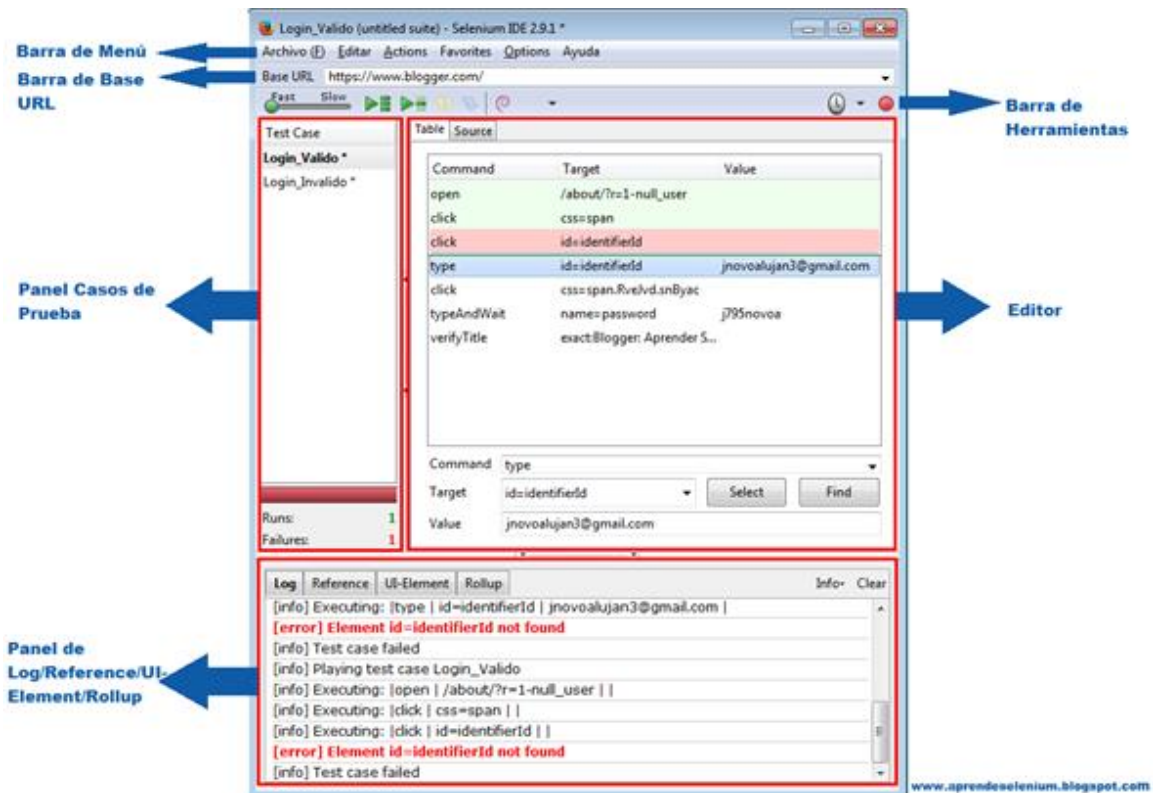 Login_Valido (untitled suite) - Selenium IDE 2.9.1 *
Barra de Menú
Archivo (F) Editar Actions Favorites Options Ayuda
Barra de Base
URL
Base URL https://www.blogger.com/
Fast Slow
Barra de
Herramientas
Test Case
Login_Valido *
Login_Invalido *
Table Source
Command Target Value
open /about/?r=1-null_user
click css=span
click id=identifierId
type id=identifierId jnovoalujan3@gmail.com
click css=span.RveJvd.snByac
typeAndWait name=password j795novoa
verifyTitle exact:Blogger: Aprender S...
Panel Casos de
Prueba
Editor
Command type
Target id=identifierId Select Find
Value jnovoalujan3@gmail.com
Runs: 1
Failures: 1
Log Reference UI-Element Rollup Info Clear
[info] Executing: |type | id=identifierId | jnovoalujan3@gmail.com |
[error] Element id=identifierId not found
[info] Test case failed
[info] Playing test case Login_Valido
[info] Executing: |open | /about/?r=1-null_user | |
[info] Executing: |click | css=span | |
[info] Executing: |click | id=identifierId | |
[error] Element id=identifierId not found
[info] Test case failed
Panel de
Log/Reference/UI-
Element/Rollup
www.aprendeselenium.blogspot.com